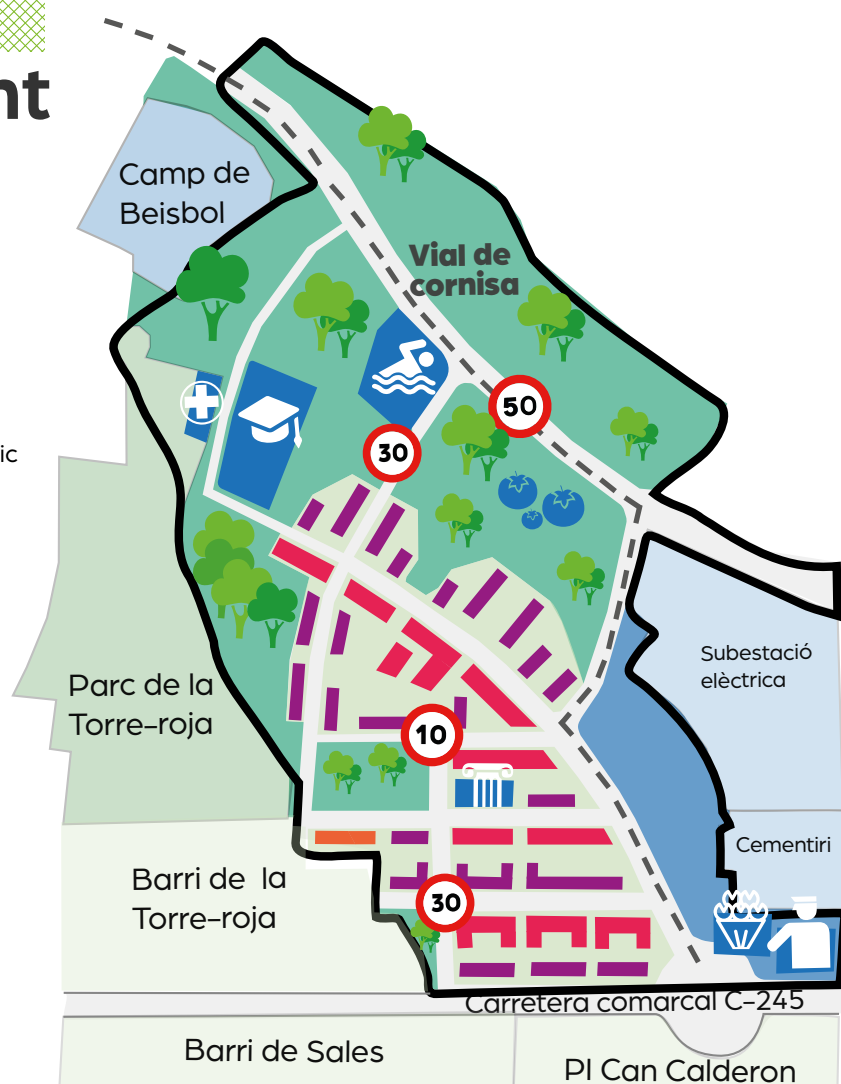 nt
Camp de
Beisbol
Vial de
cornisa
50
30
ic
Subestació
elèctrica
Parc de la
Torre-roja
10
Cementiri
Barri de la
Torre-roja
30
Carretera comarcal C-245
Barri de Sales
Pl Can Calderon